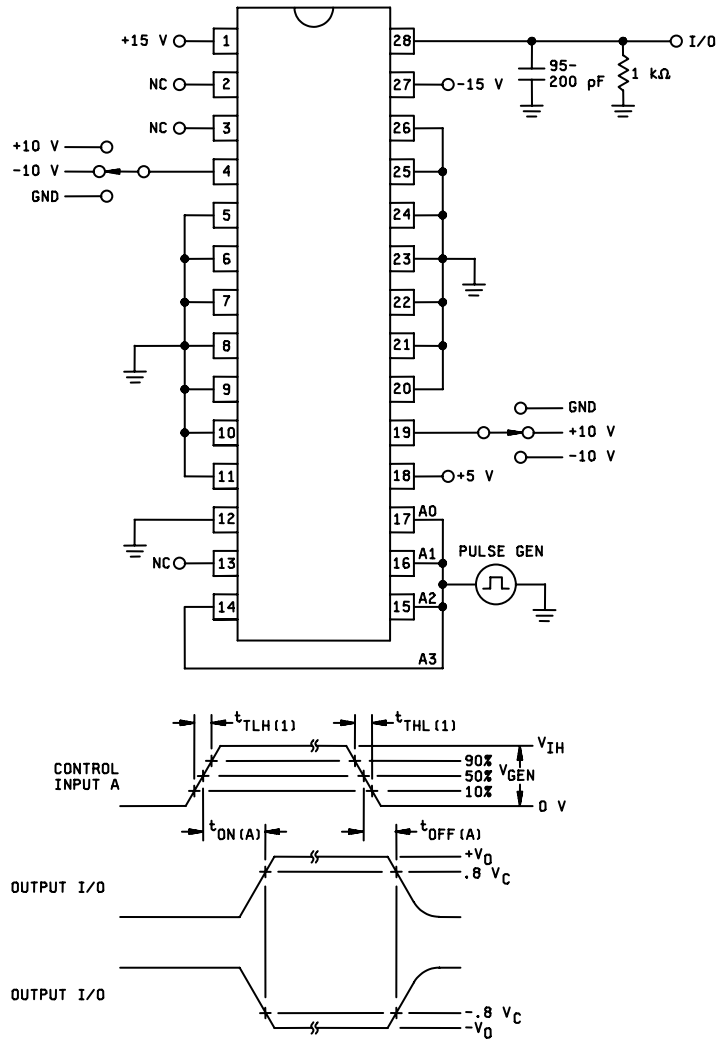 +15 V 1 28 I/O
NC 2 27 -15 V
95-
200 pF
1 kΩ
NC 3 26
+10 V
-10 V 4 25
GND
5 24
6 23
7 22
8 21
9 20
GND
10 19 +10 V
-10 V
11 18 +5 V
12 17 A0
NC 13 16 A1 PULSE GEN
14 15 A2
A3
tTLH(1) tTHL(1)
VIH
CONTROL
INPUT A
90%
50% VGEN
10%
0 V
tON(A) tOFF(A)
+VO
.8 VC
OUTPUT I/O
OUTPUT I/O
-.8 VC
-VO